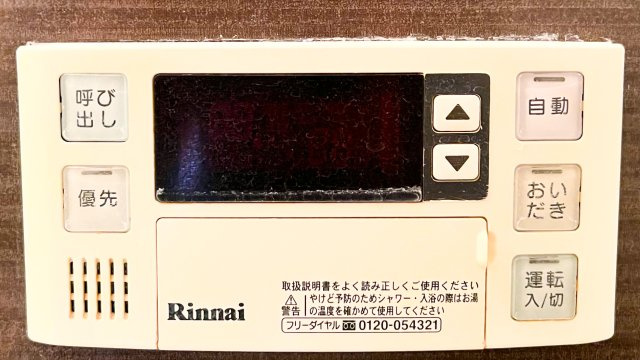 呼び
出し
優先
▲
▼
自動
おい
だき
運転
入/切
Rinnai
取扱説明書をよく読み正しくご使用ください
警告 やけど予防のためシャワー・入浴の際はお湯
の温度を確かめて使用してください
フリーダイヤル 0120-054321